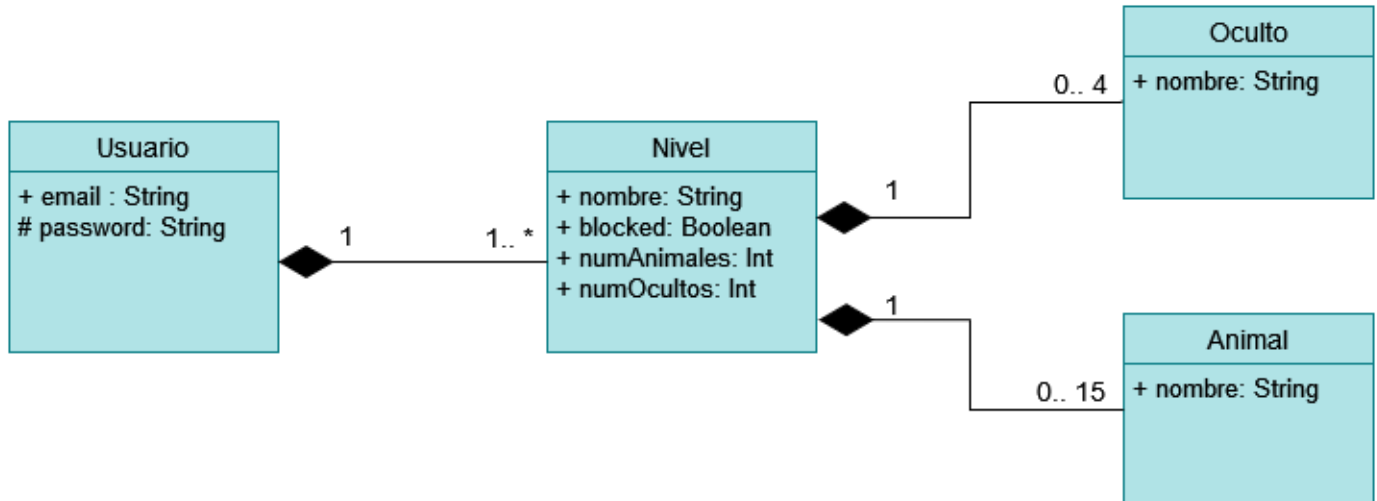 Usuario
+ email : String
# password: String
1
1.. *
Nivel
+ nombre: String
+ blocked: Boolean
+ numAnimales: Int
+ numOcultos: Int
1
0.. 4
Oculto
+ nombre: String
1
0.. 15
Animal
+ nombre: String